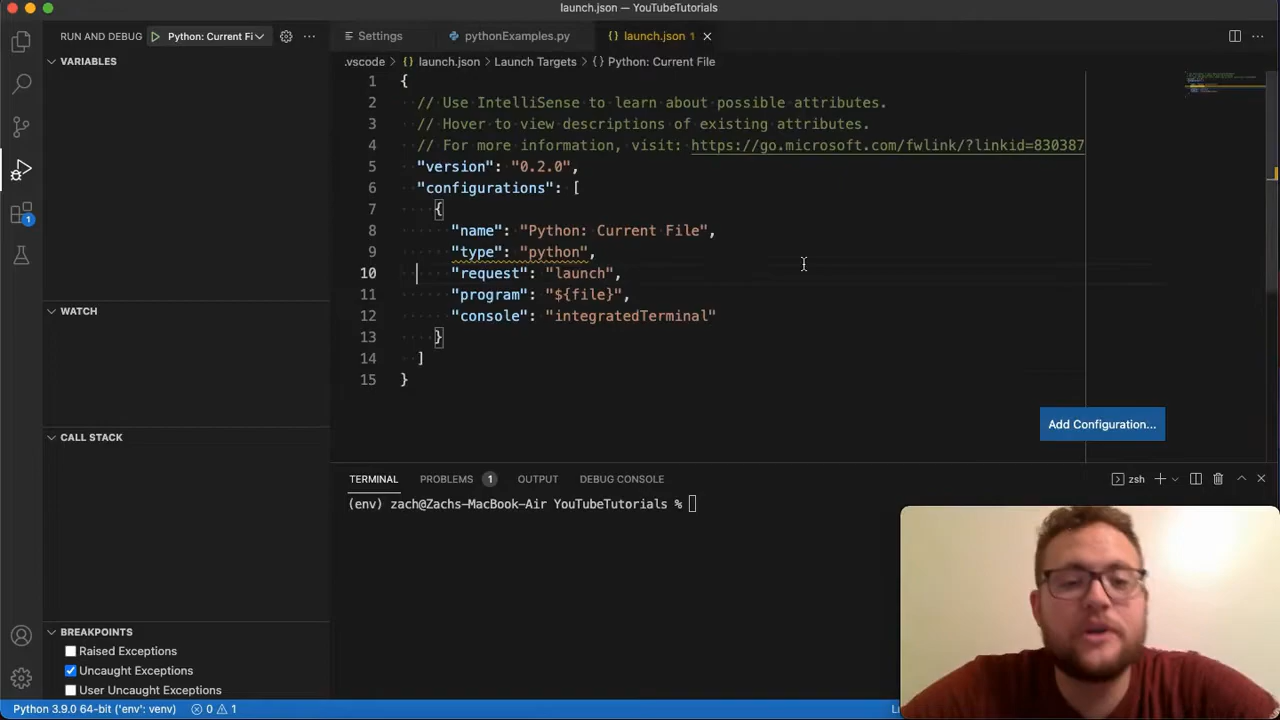 launch.json — YouTubeTutorials
RUN AND DEBUG
Python: Current Fi
Settings
pythonExamples.py
launch.json 1
VARIABLES
.vscode > launch.json > Launch Targets > {} Python: Current File
1 {
2 // Use IntelliSense to learn about possible attributes.
3 // Hover to view descriptions of existing attributes.
4 // For more information, visit: https://go.microsoft.com/fwlink/?linkid=830387
5 "version": "0.2.0",
6 "configurations": [
7 {
8 "name": "Python: Current File",
9 "type": "python",
10 "request": "launch",
11 "program": "${file}",
12 "console": "integratedTerminal"
13 }
14 ]
15 }
WATCH
CALL STACK
BREAKPOINTS
Raised Exceptions
Uncaught Exceptions
User Uncaught Exceptions
1
Add Configuration...
TERMINAL PROBLEMS 1 OUTPUT DEBUG CONSOLE
zsh
(env) zach@Zachs-MacBook-Air YouTubeTutorials %
Python 3.9.0 64-bit ('env': venv) 0 1